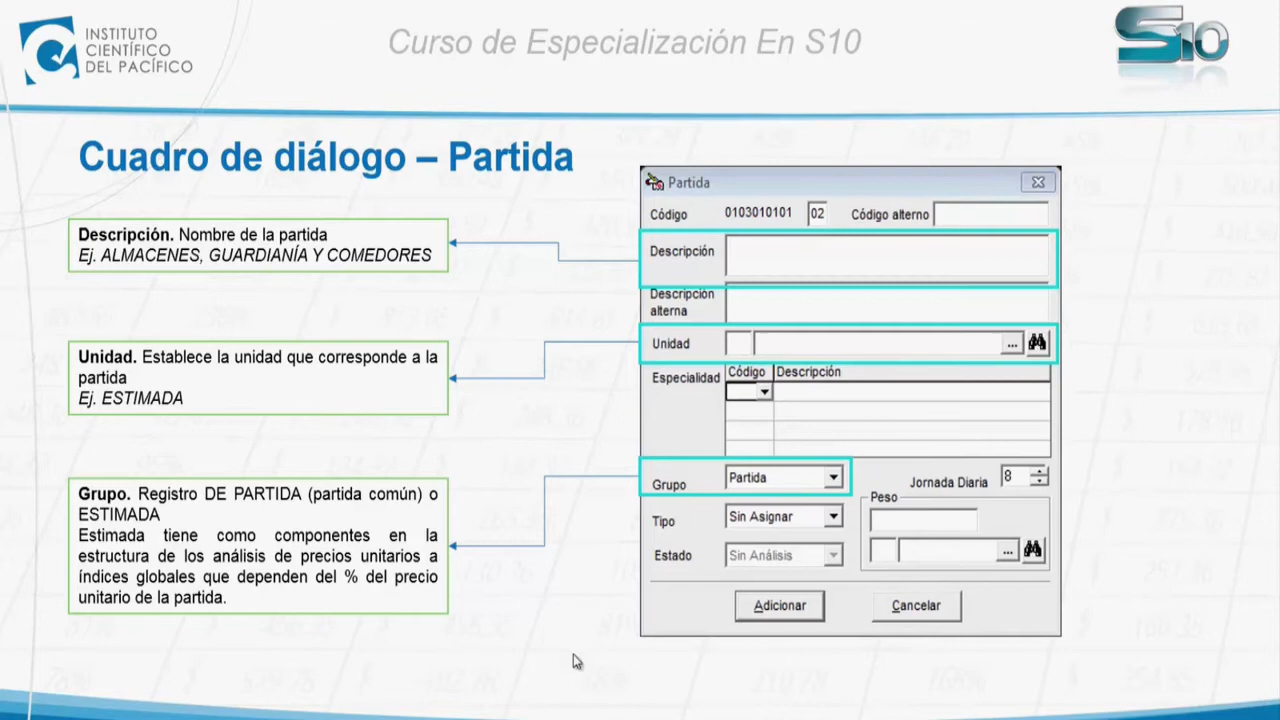 INSTITUTO
CIENTÍFICO
DEL PACÍFICO
Curso de Especialización En S10
S10
Cuadro de diálogo – Partida
Descripción. Nombre de la partida
Ej. ALMACENES, GUARDIANÍA Y COMEDORES
Unidad. Establece la unidad que corresponde a la
partida
Ej. ESTIMADA
Grupo. Registro DE PARTIDA (partida común) o
ESTIMADA
Estimada tiene como componentes en la
estructura de los análisis de precios unitarios a
índices globales que dependen del % del precio
unitario de la partida.
Partida
Código 0103010101 02 Código alterno
Descripción
Descripción
alterna
Unidad ...
Especialidad Código Descripción
Grupo Partida Jornada Diaria 8
Peso
Tipo Sin Asignar
Estado Sin Análisis ...
Adicionar Cancelar